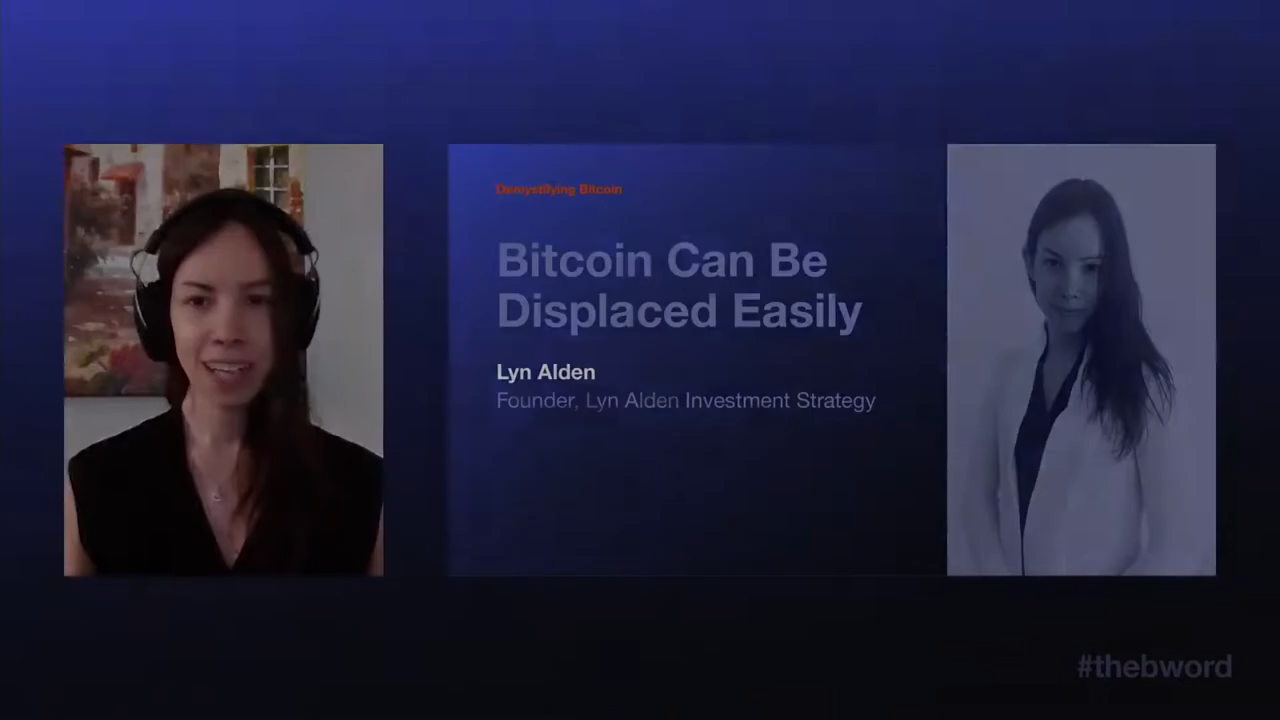 Demystifying Bitcoin
Bitcoin Can Be
Displaced Easily
Lyn Alden
Founder, Lyn Alden Investment Strategy
#thebword